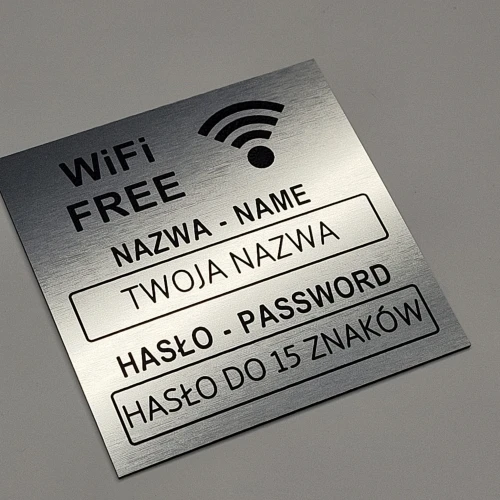 WiFi
FREE
NAZWA - NAME
TWOJA NAZWA
HASŁO - PASSWORD
HASŁO DO 15 ZNAKÓW